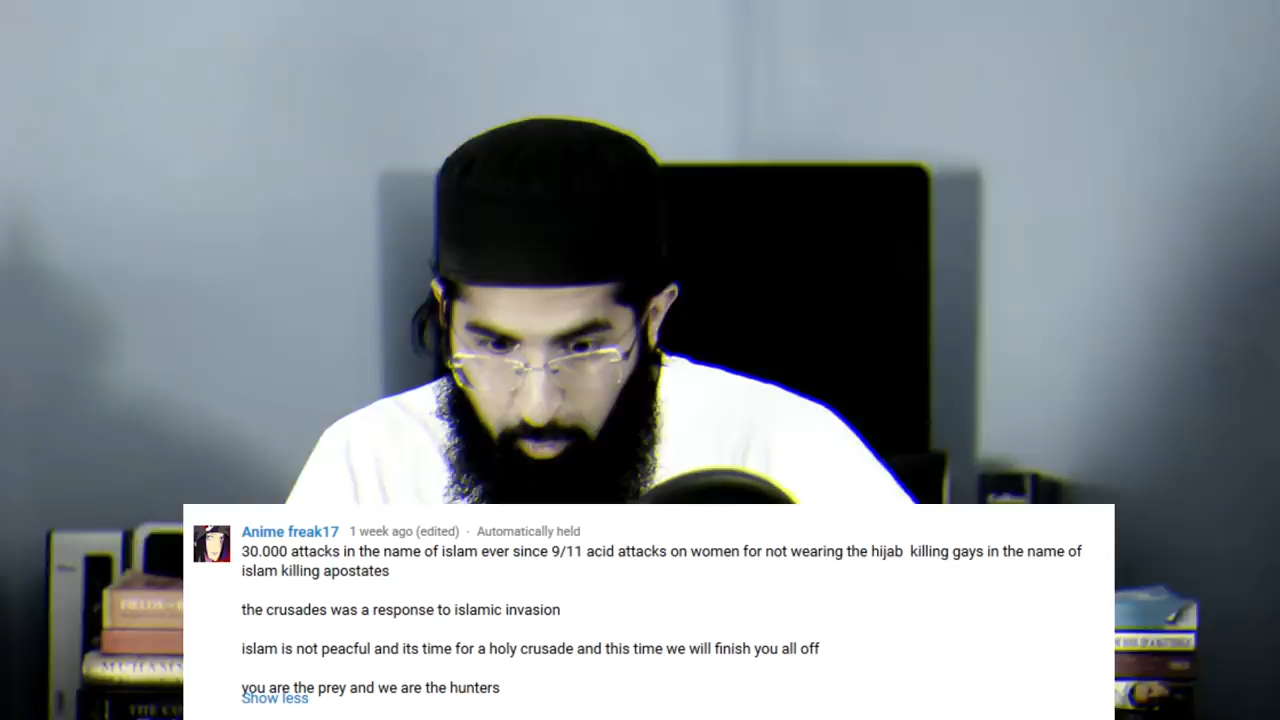 Anime freak17 1 week ago (edited) · Automatically held
30.000 attacks in the name of islam ever since 9/11 acid attacks on women for not wearing the hijab killing gays in the name of
islam killing apostates
the crusades was a response to islamic invasion
islam is not peacful and its time for a holy crusade and this time we will finish you all off
you are the prey and we are the hunters
Show less
FIELDS
THE